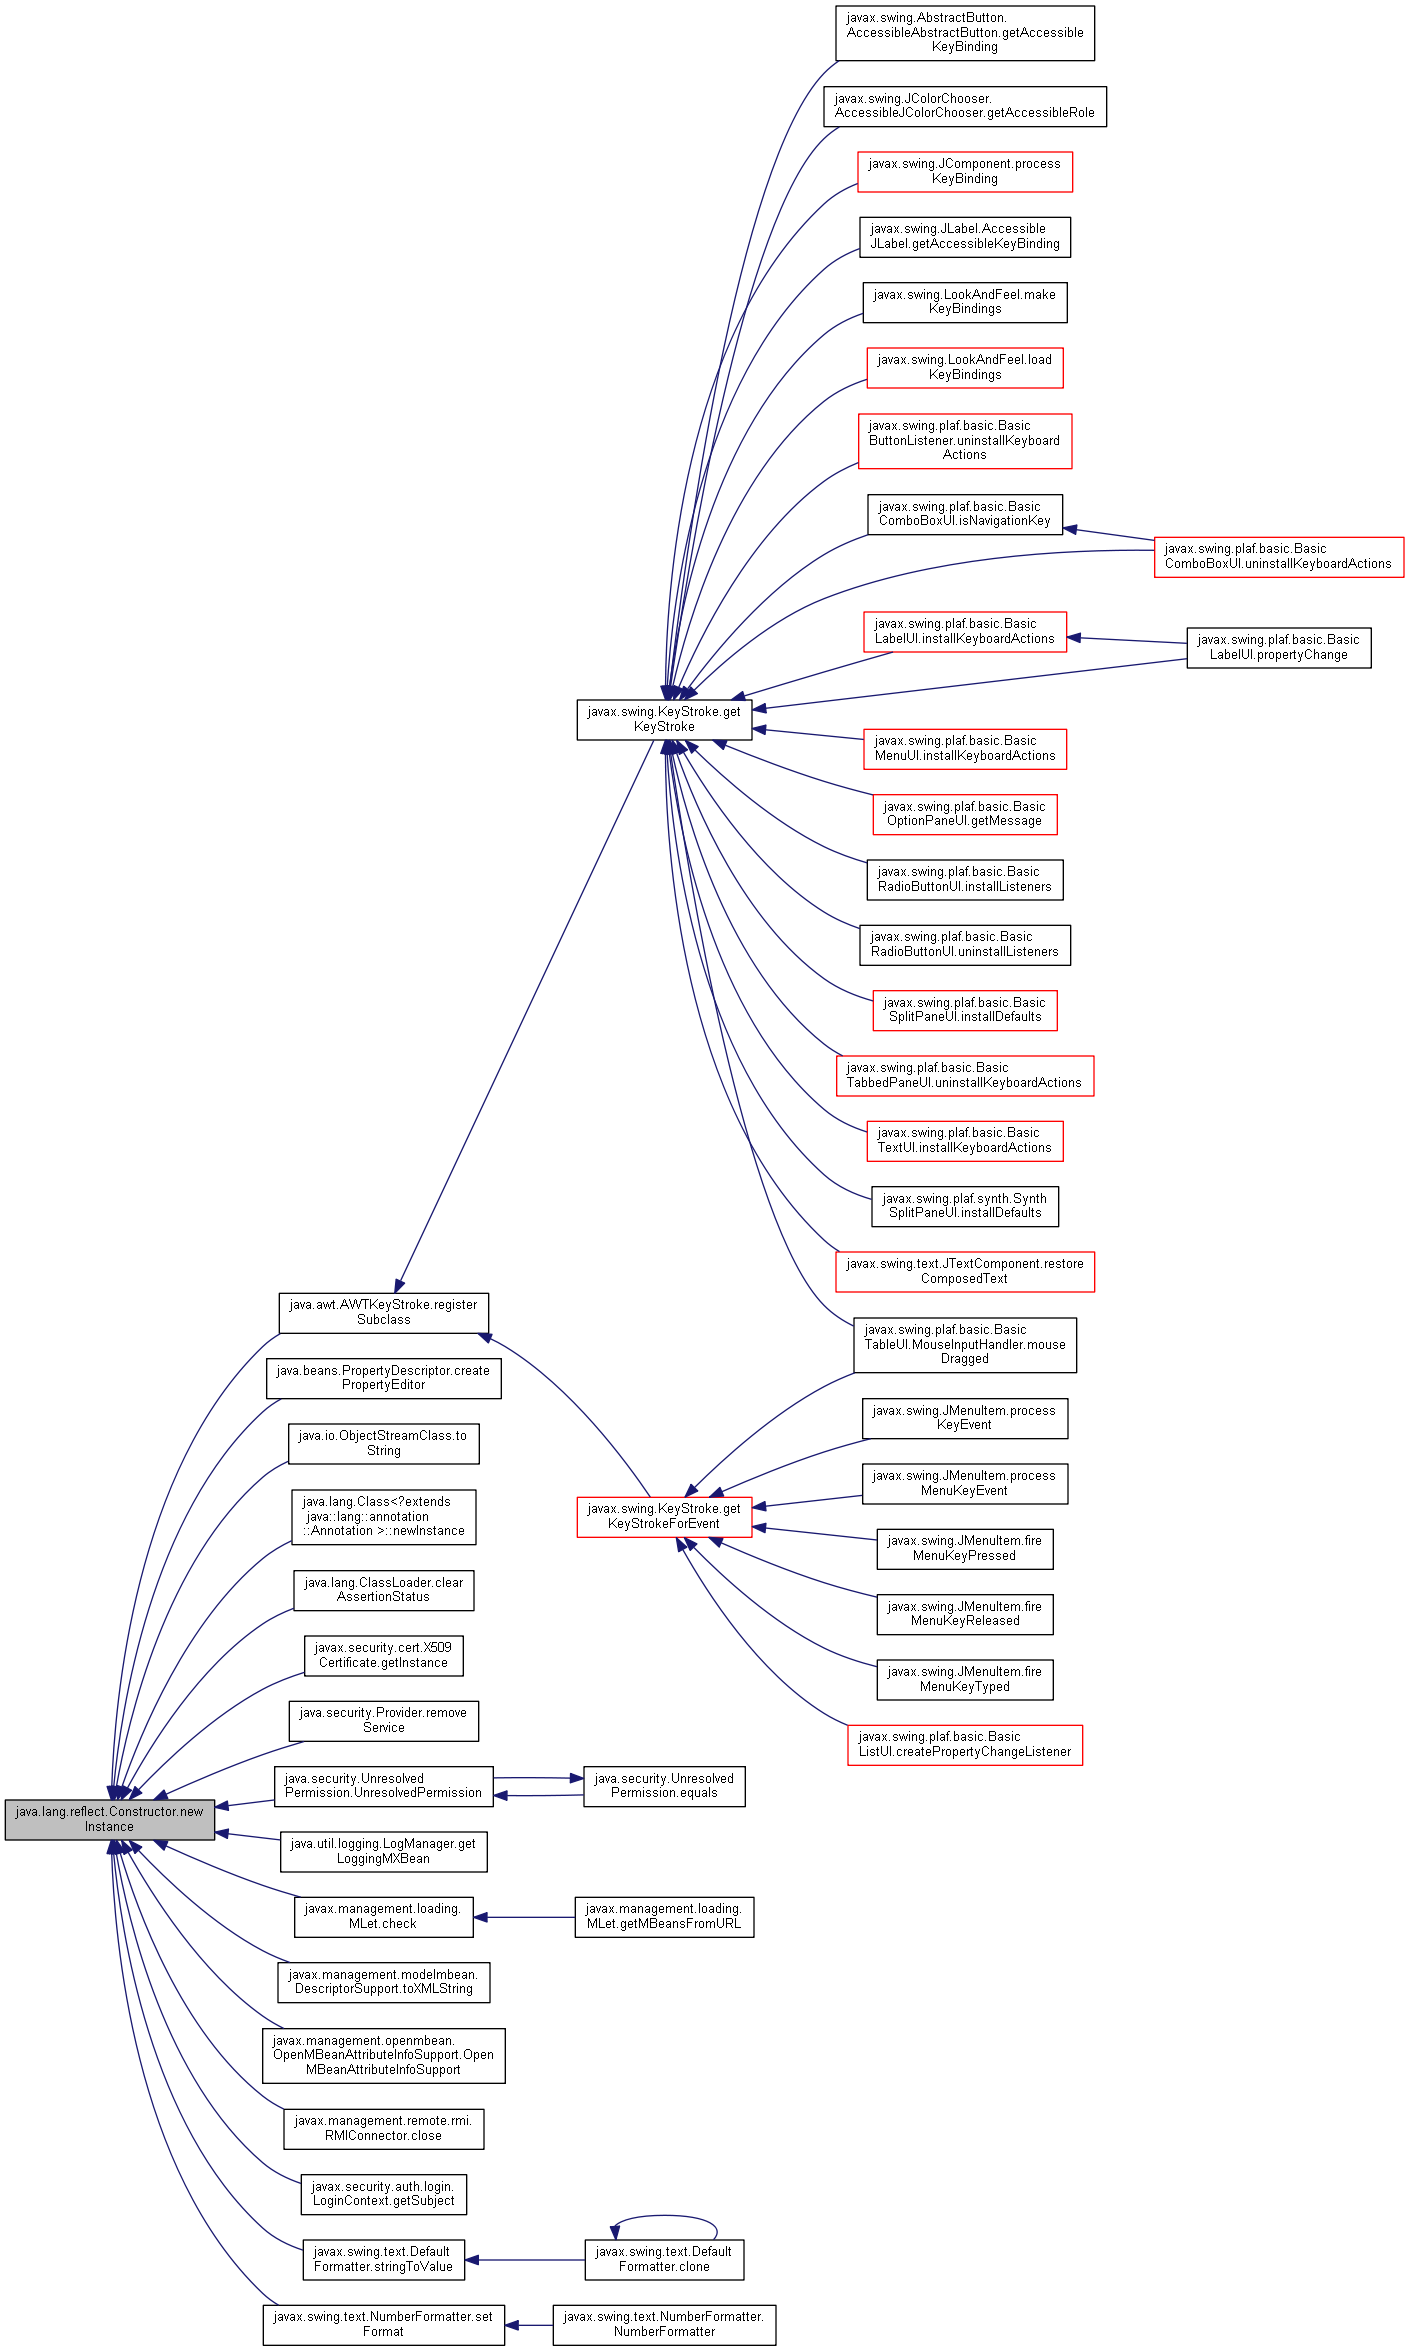 javax.swing.AbstractButton.
AccessibleAbstractButton.getAccessible
KeyBinding
javax.swing.JColorChooser.
AccessibleJColorChooser.getAccessibleRole
javax.swing.JComponent.process
KeyBinding
javax.swing.JLabel.Accessible
JLabel.getAccessibleKeyBinding
javax.swing.LookAndFeel.make
KeyBindings
javax.swing.LookAndFeel.load
KeyBindings
javax.swing.plaf.basic.Basic
ButtonListener.uninstallKeyboard
Actions
javax.swing.plaf.basic.Basic
ComboBoxUI.isNavigationKey
javax.swing.plaf.basic.Basic
ComboBoxUI.uninstallKeyboardActions
javax.swing.plaf.basic.Basic
LabelUI.installKeyboardActions
javax.swing.plaf.basic.Basic
LabelUI.propertyChange
javax.swing.KeyStroke.get
KeyStroke
javax.swing.plaf.basic.Basic
MenuUI.installKeyboardActions
javax.swing.plaf.basic.Basic
OptionPaneUI.getMessage
javax.swing.plaf.basic.Basic
RadioButtonUI.installListeners
javax.swing.plaf.basic.Basic
RadioButtonUI.uninstallListeners
javax.swing.plaf.basic.Basic
SplitPaneUI.installDefaults
javax.swing.plaf.basic.Basic
TabbedPaneUI.uninstallKeyboardActions
javax.swing.plaf.basic.Basic
TextUI.installKeyboardActions
javax.swing.plaf.synth.Synth
SplitPaneUI.installDefaults
javax.swing.text.JTextComponent.restore
ComposedText
java.awt.AWTKeyStroke.register
Subclass
javax.swing.plaf.basic.Basic
TableUI.MouseInputHandler.mouse
Dragged
java.beans.PropertyDescriptor.create
PropertyEditor
javax.swing.JMenuItem.process
KeyEvent
java.io.ObjectStreamClass.to
String
javax.swing.JMenuItem.process
MenuKeyEvent
java.lang.Class<?extends
java::lang::annotation
::Annotation >::newInstance
javax.swing.KeyStroke.get
KeyStrokeForEvent
javax.swing.JMenuItem.fire
MenuKeyPressed
java.lang.ClassLoader.clear
AssertionStatus
javax.swing.JMenuItem.fire
MenuKeyReleased
javax.security.cert.X509
Certificate.getInstance
javax.swing.JMenuItem.fire
MenuKeyTyped
java.security.Provider.remove
Service
javax.swing.plaf.basic.Basic
ListUI.createPropertyChangeListener
java.security.Unresolved
Permission.UnresolvedPermission
java.security.Unresolved
Permission.equals
java.lang.reflect.Constructor.new
Instance
java.util.logging.LogManager.get
LoggingMXBean
javax.management.loading.
MLet.check
javax.management.loading.
MLet.getMBeansFromURL
javax.management.modelmbean.
DescriptorSupport.toXMLString
javax.management.openmbean.
OpenMBeanAttributeInfoSupport.Open
MBeanAttributeInfoSupport
javax.management.remote.rmi.
RMIConnector.close
javax.security.auth.login.
LoginContext.getSubject
javax.swing.text.Default
Formatter.stringToValue
javax.swing.text.Default
Formatter.clone
javax.swing.text.NumberFormatter.set
Format
javax.swing.text.NumberFormatter.
NumberFormatter